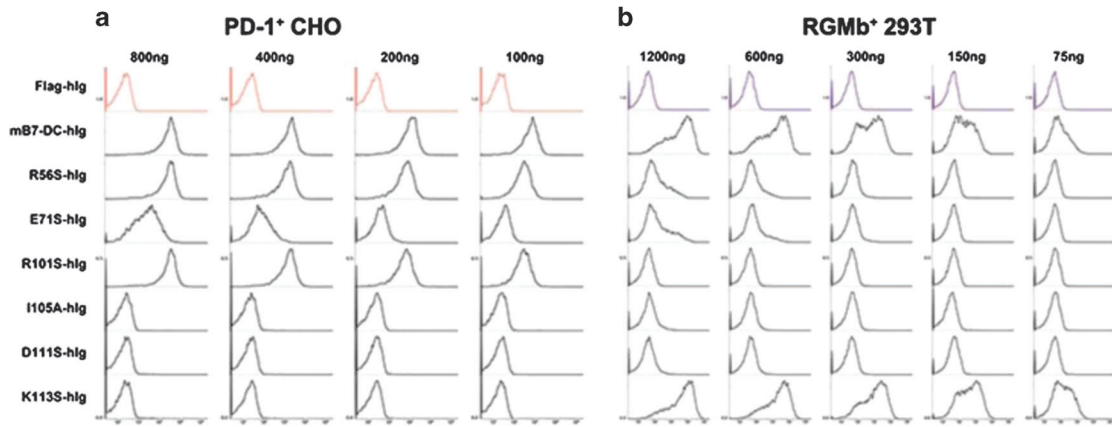 a
PD-1+ CHO
b
RGMb+ 293T
800ng 400ng 200ng 100ng
1200ng 600ng 300ng 150ng 75ng
Flag-hIg
mB7-DC-hIg
R56S-hIg
E71S-hIg
R101S-hIg
I105A-hIg
D111S-hIg
K113S-hIg